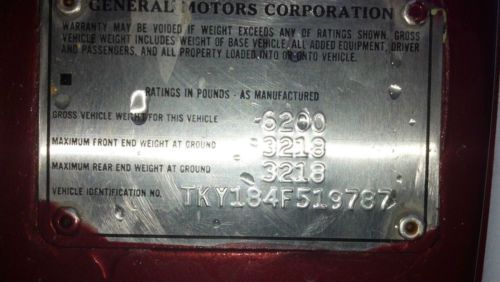 GENERAL MOTORS CORPORATION
WARRANTY MAY BE VOIDED IF WEIGHT EXCEEDS ANY OF RATINGS SHOWN. GROSS
VEHICLE WEIGHT INCLUDES WEIGHT OF BASE VEHICLE, ALL ADDED EQUIPMENT, DRIVER
AND PASSENGERS, AND ALL PROPERTY LOADED INTO OR ONTO VEHICLE.
RATINGS IN POUNDS - AS MANUFACTURED
GROSS VEHICLE WEIGHT FOR THIS VEHICLE 6200
MAXIMUM FRONT END WEIGHT AT GROUND 3218
MAXIMUM REAR END WEIGHT AT GROUND 3218
VEHICLE IDENTIFICATION NO. TKY184F519787